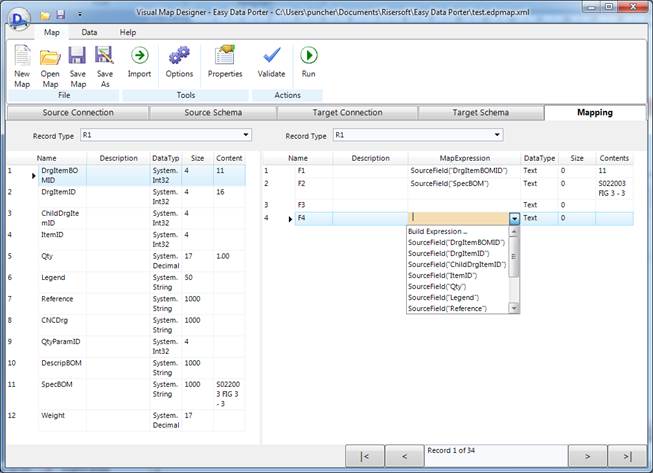 Visual Map Designer - Easy Data Porter - C:\Users\puncher\Documents\Risersoft\Easy Data Porter\test.edpmap.xml
D
Map Data Help
New Map Open Map Save Map Save As Import Options Properties Validate Run
File Tools Actions
Source Connection Source Schema Target Connection Target Schema Mapping
Record Type R1
Name Description DataTyp Size Content
1 DrgItemBOMID System.Int32 4 11
2 DrgItemID System.Int32 4 16
3 ChildDrgItemID System.Int32 4
4 ItemID System.Int32 4
5 Qty System.Decimal 17 1.00
6 Legend System.String 50
7 Reference System.String 1000
8 CNCDrg System.String 1000
9 QtyParamID System.Int32 4
10 DescripBOM System.String 1000
11 SpecBOM System.String 1000 S022003 FIG 3 - 3
12 Weight System.Decimal 17
Record Type R1
Name Description MapExpression DataType Size Contents
1 F1 SourceField("DrgItemBOMID") Text 0 11
2 F2 SourceField("SpecBOM") Text 0 S022003 FIG 3 - 3
3 F3 Text 0
4 F4 Text 0
Build Expression ...
SourceField("DrgItemBOMID")
SourceField("DrgItemID")
SourceField("ChildDrgItemID")
SourceField("ItemID")
SourceField("Qty")
SourceField("Legend")
SourceField("Reference")
|< < Record 1 of 34 > >|